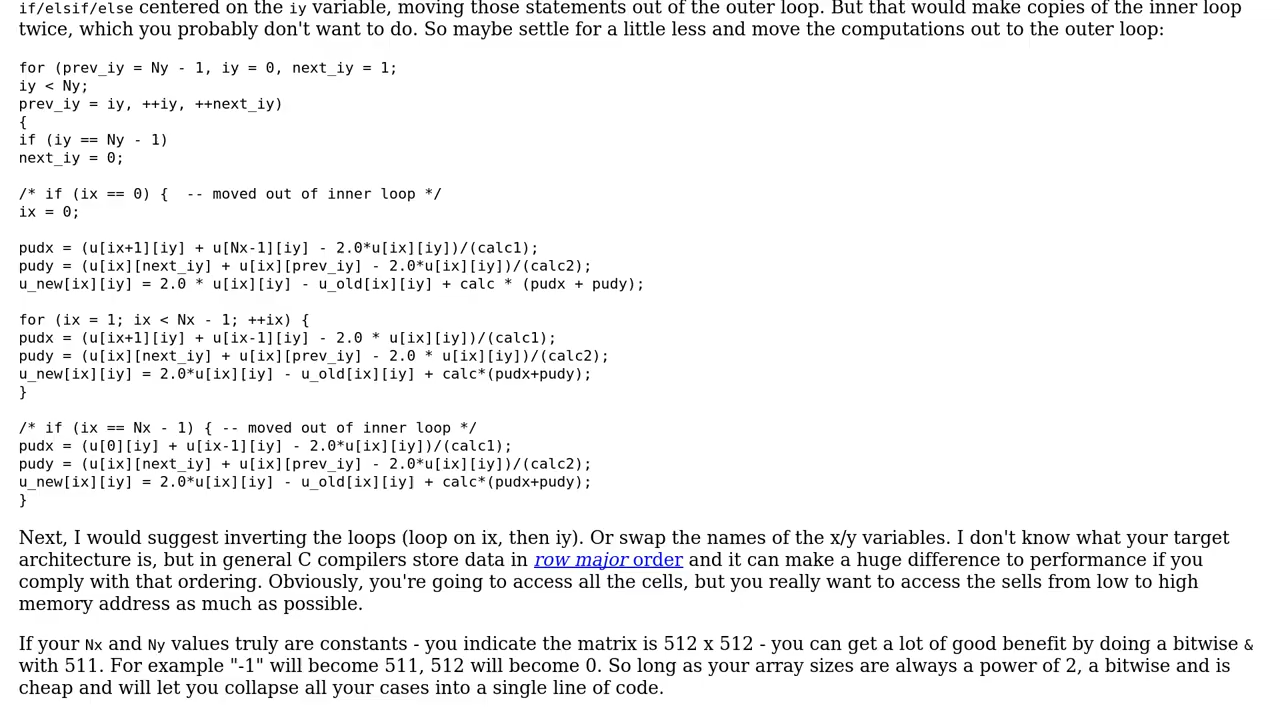 if/elsif/else centered on the iy variable, moving those statements out of the outer loop. But that would make copies of the inner loop
twice, which you probably don't want to do. So maybe settle for a little less and move the computations out to the outer loop:
for (prev_iy = Ny - 1, iy = 0, next_iy = 1;
iy < Ny;
prev_iy = iy, ++iy, ++next_iy)
{
if (iy == Ny - 1)
next_iy = 0;
/* if (ix == 0) {  -- moved out of inner loop */
ix = 0;
pudx = (u[ix+1][iy] + u[Nx-1][iy] - 2.0*u[ix][iy])/(calc1);
pudy = (u[ix][next_iy] + u[ix][prev_iy] - 2.0*u[ix][iy])/(calc2);
u_new[ix][iy] = 2.0 * u[ix][iy] - u_old[ix][iy] + calc * (pudx + pudy);
for (ix = 1; ix < Nx - 1; ++ix) {
pudx = (u[ix+1][iy] + u[ix-1][iy] - 2.0 * u[ix][iy])/(calc1);
pudy = (u[ix][next_iy] + u[ix][prev_iy] - 2.0 * u[ix][iy])/(calc2);
u_new[ix][iy] = 2.0*u[ix][iy] - u_old[ix][iy] + calc*(pudx+pudy);
}
/* if (ix == Nx - 1) { -- moved out of inner loop */
pudx = (u[0][iy] + u[ix-1][iy] - 2.0*u[ix][iy])/(calc1);
pudy = (u[ix][next_iy] + u[ix][prev_iy] - 2.0*u[ix][iy])/(calc2);
u_new[ix][iy] = 2.0*u[ix][iy] - u_old[ix][iy] + calc*(pudx+pudy);
}
Next, I would suggest inverting the loops (loop on ix, then iy). Or swap the names of the x/y variables. I don't know what your target
architecture is, but in general C compilers store data in row major order and it can make a huge difference to performance if you
comply with that ordering. Obviously, you're going to access all the cells, but you really want to access the sells from low to high
memory address as much as possible.
If your Nx and Ny values truly are constants - you indicate the matrix is 512 x 512 - you can get a lot of good benefit by doing a bitwise &
with 511. For example "-1" will become 511, 512 will become 0. So long as your array sizes are always a power of 2, a bitwise and is
cheap and will let you collapse all your cases into a single line of code.